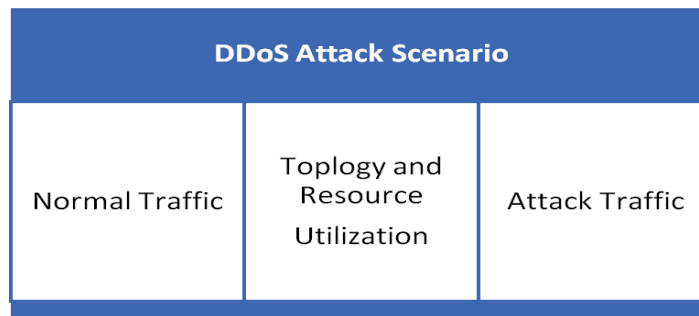 DDoS Attack Scenario
Normal Traffic
Toplogy and
Resource
Utilization
Attack Traffic